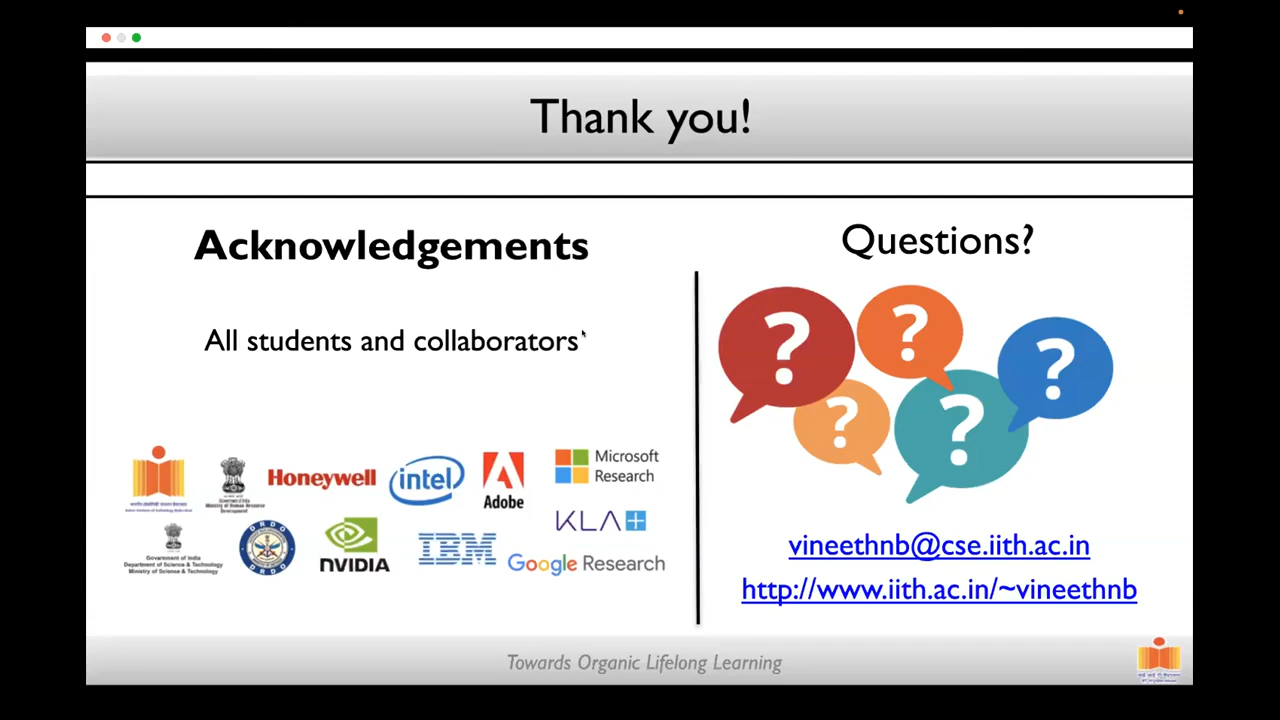 Thank you!
Acknowledgements
All students and collaborators
Honeywell
intel
Adobe
Microsoft
Research
Government of India
Ministry of Human Resource
Development
KLA+
Government of India
Department of Science & Technology
Ministry of Science & Technology
DRDO
DRDO
NVIDIA
IBM
Google Research
Questions?
? ? ? ? ?
vineethnb@cse.iith.ac.in
http://www.iith.ac.in/~vineethnb
Towards Organic Lifelong Learning